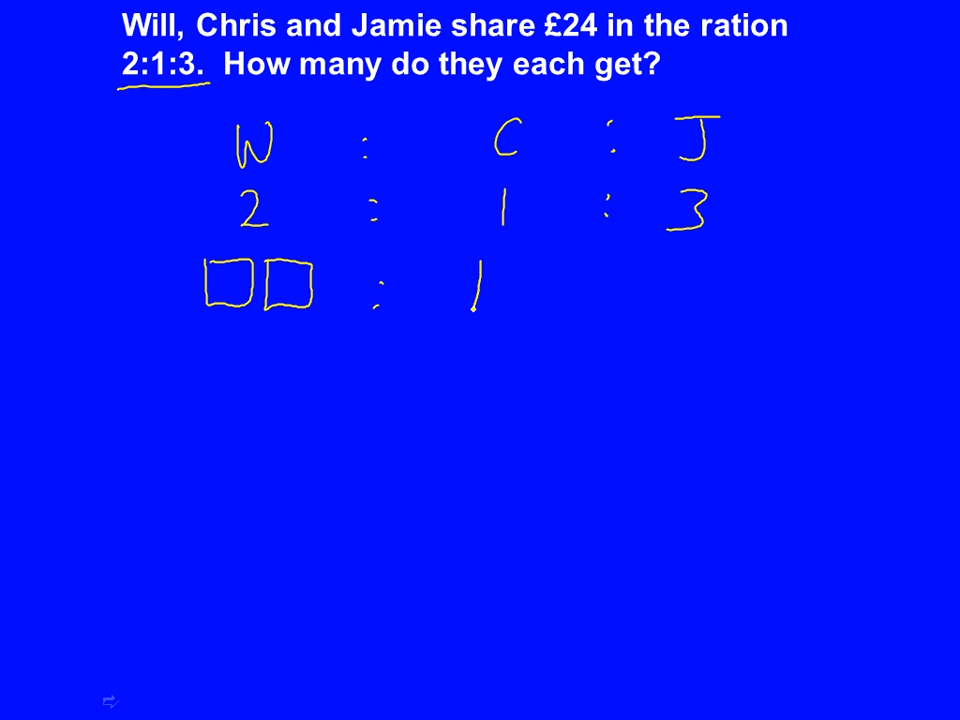 Will, Chris and Jamie share £24 in the ration
2:1:3. How many do they each get?
W : C : J
2 : 1 : 3